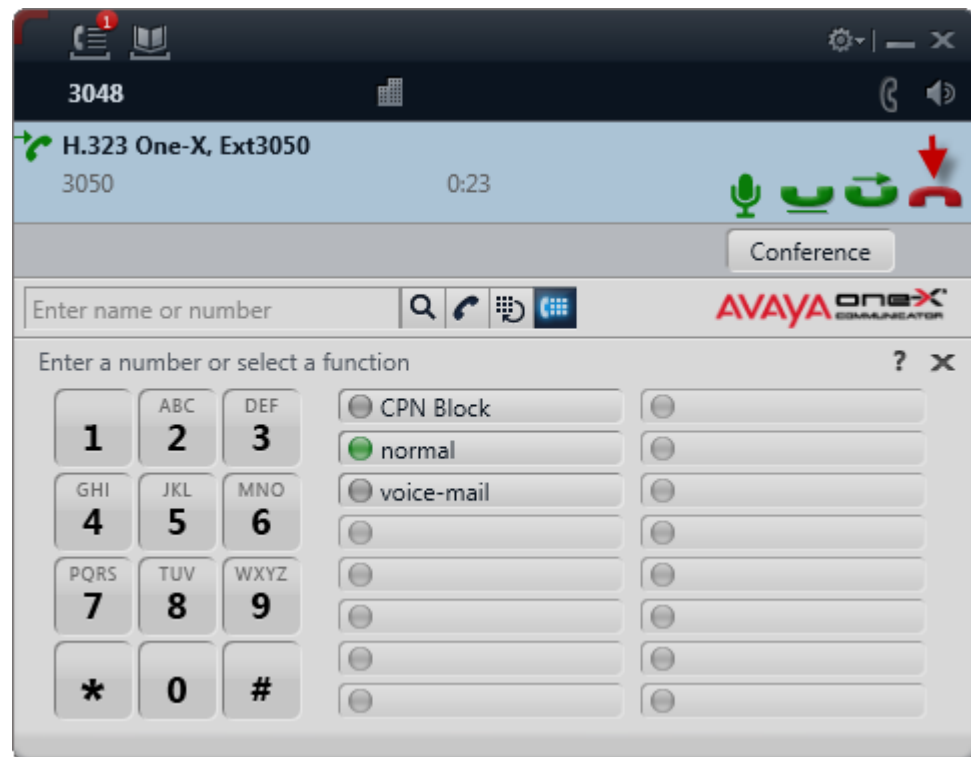 1
3048
H.323 One-X, Ext3050
3050 0:23
Conference
Enter name or number
AVAYA one-X
COMMUNICATOR
Enter a number or select a function ? X
1 ABC 2 DEF 3
GHI 4 JKL 5 MNO 6
PQRS 7 TUV 8 WXYZ 9
* 0 #
CPN Block
normal
voice-mail